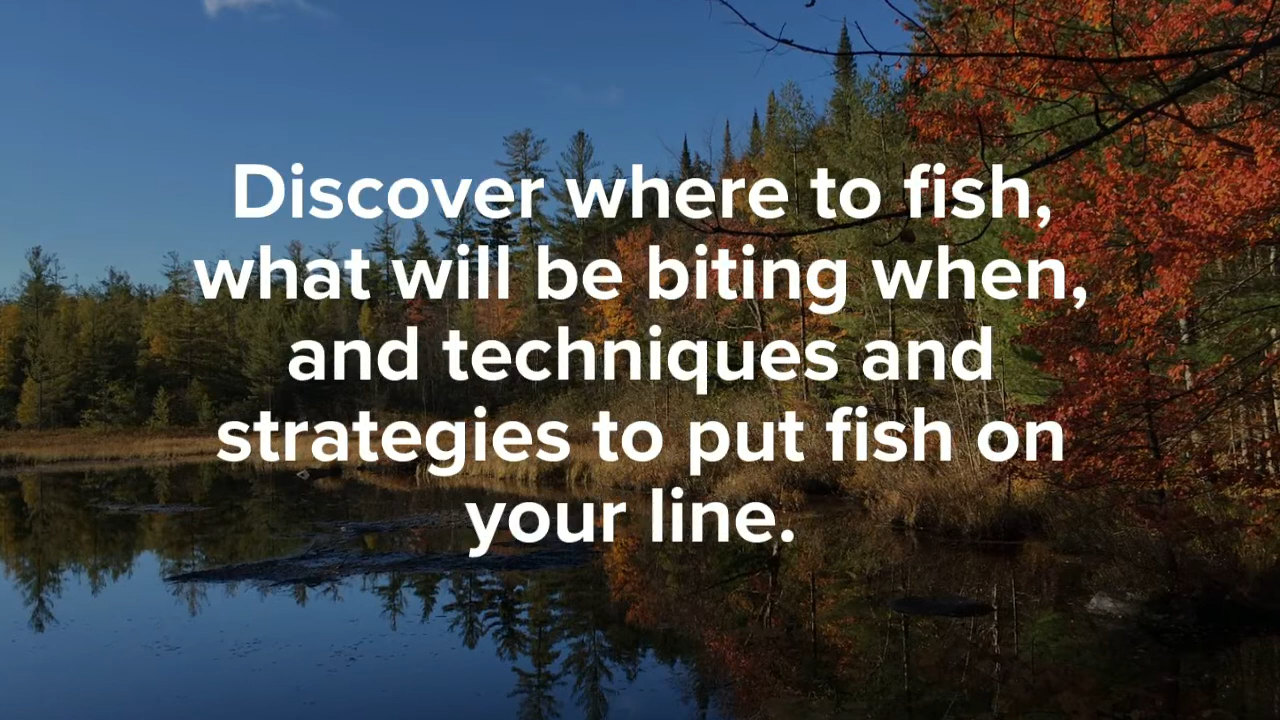 Discover where to fish,
what will be biting when,
and techniques and
strategies to put fish on
your line.